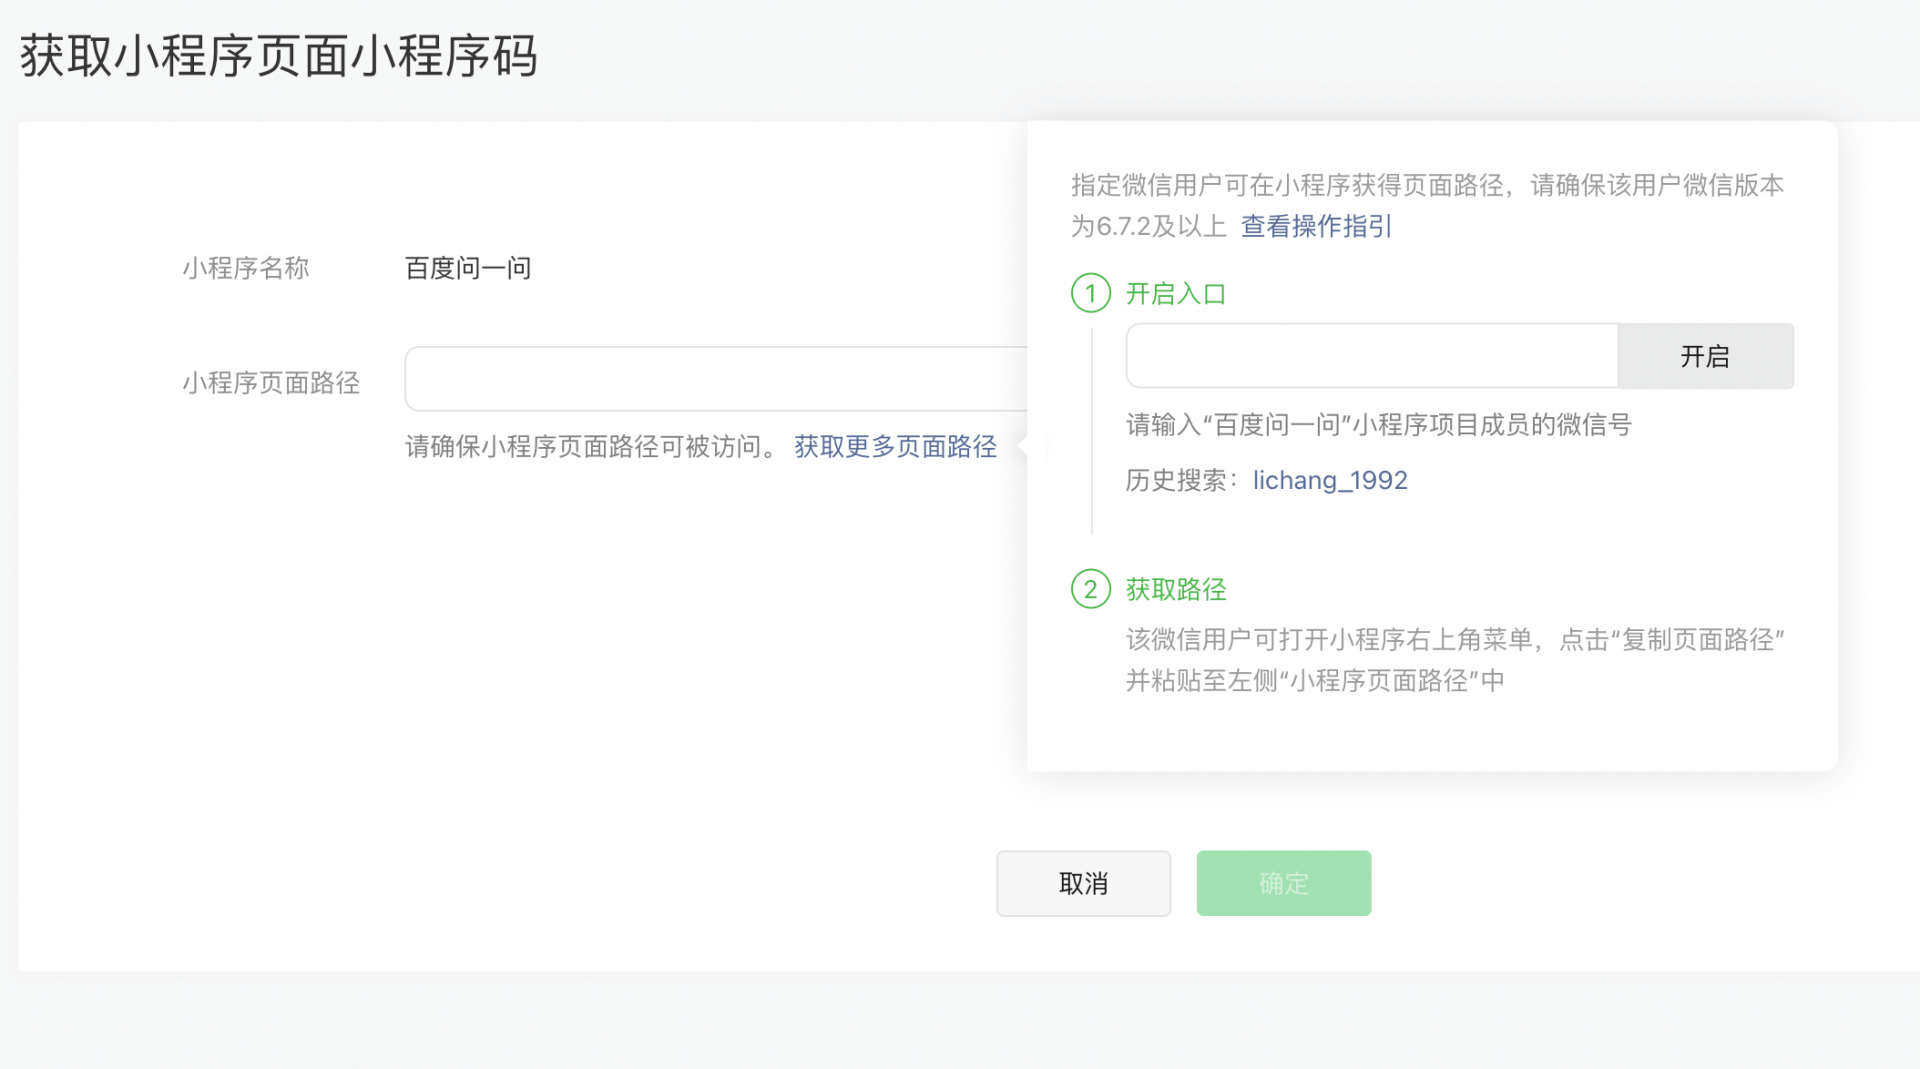 获取小程序页面小程序码
小程序名称 百度问一问
小程序页面路径
请确保小程序页面路径可被访问。 获取更多页面路径
指定微信用户可在小程序获得页面路径，请确保该用户微信版本
为6.7.2及以上 查看操作指引
1 开启入口
开启
请输入“百度问一问”小程序项目成员的微信号
历史搜索： lichang_1992
2 获取路径
该微信用户可打开小程序右上角菜单，点击“复制页面路径”
并粘贴至左侧“小程序页面路径”中
取消 确定